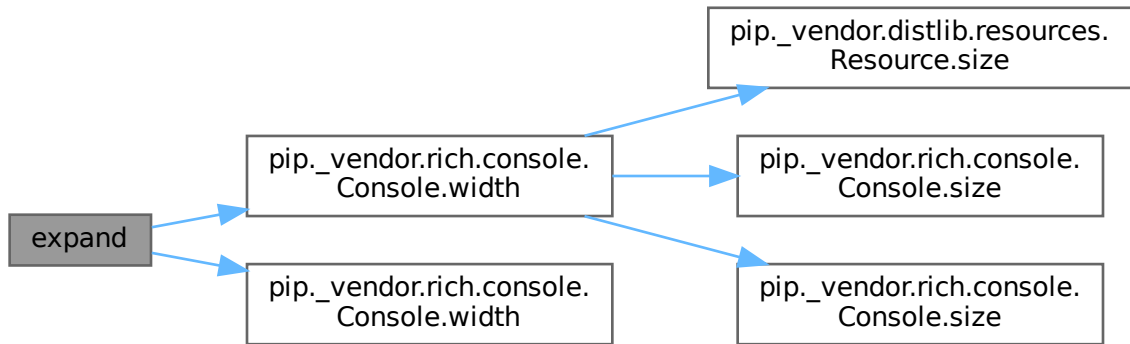 expand
pip._vendor.rich.console.
Console.width
pip._vendor.rich.console.
Console.width
pip._vendor.distlib.resources.
Resource.size
pip._vendor.rich.console.
Console.size
pip._vendor.rich.console.
Console.size